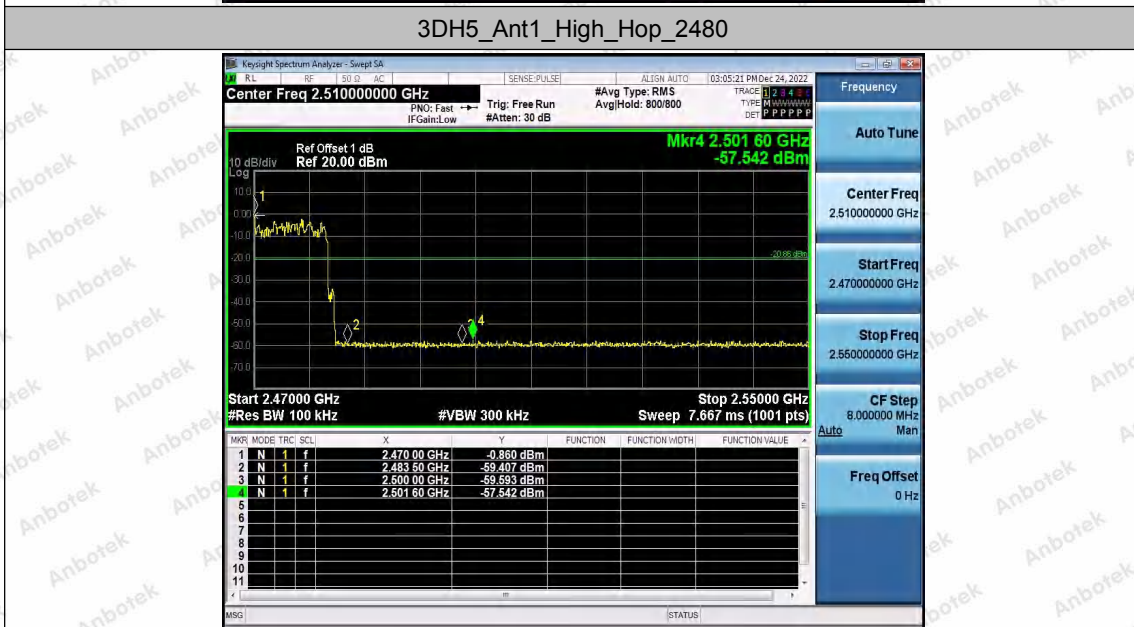 3DH5_Ant1_High_Hop_2480
Keysight Spectrum Analyzer - Swept SA
RL RF 50 Ω AC SENSE:PULSE ALIGN AUTO 03:05:21 PM Dec 24, 2022
Center Freq 2.510000000 GHz
PNO: Fast
IFGain:Low
Trig: Free Run
#Atten: 30 dB
#Avg Type: RMS
Avg|Hold: 800/800
TRACE 1 2 3 4 5 6
TYPE M WWWWW
DET P P P P P P
Frequency
Auto Tune
Center Freq
2.510000000 GHz
Start Freq
2.470000000 GHz
Stop Freq
2.550000000 GHz
CF Step
8.000000 MHz
Auto Man
Freq Offset
0 Hz
Mkr4 2.501 60 GHz
-57.542 dBm
Ref Offset 1 dB
10 dB/div Ref 20.00 dBm
Log
10.0
0.00
-10.0
-20.0
-30.0
-40.0
-50.0
-60.0
-70.0
1
2
3
4
-20.86 dBm
Start 2.47000 GHz Stop 2.55000 GHz
#Res BW 100 kHz #VBW 300 kHz Sweep 7.667 ms (1001 pts)
MKR MODE TRC SCL X Y FUNCTION FUNCTION WIDTH FUNCTION VALUE
1 N 1 f 2.470 00 GHz -0.860 dBm
2 N 1 f 2.483 50 GHz -59.407 dBm
3 N 1 f 2.500 00 GHz -59.593 dBm
4 N 1 f 2.501 60 GHz -57.542 dBm
5
6
7
8
9
10
11
MSG STATUS
Anbotek